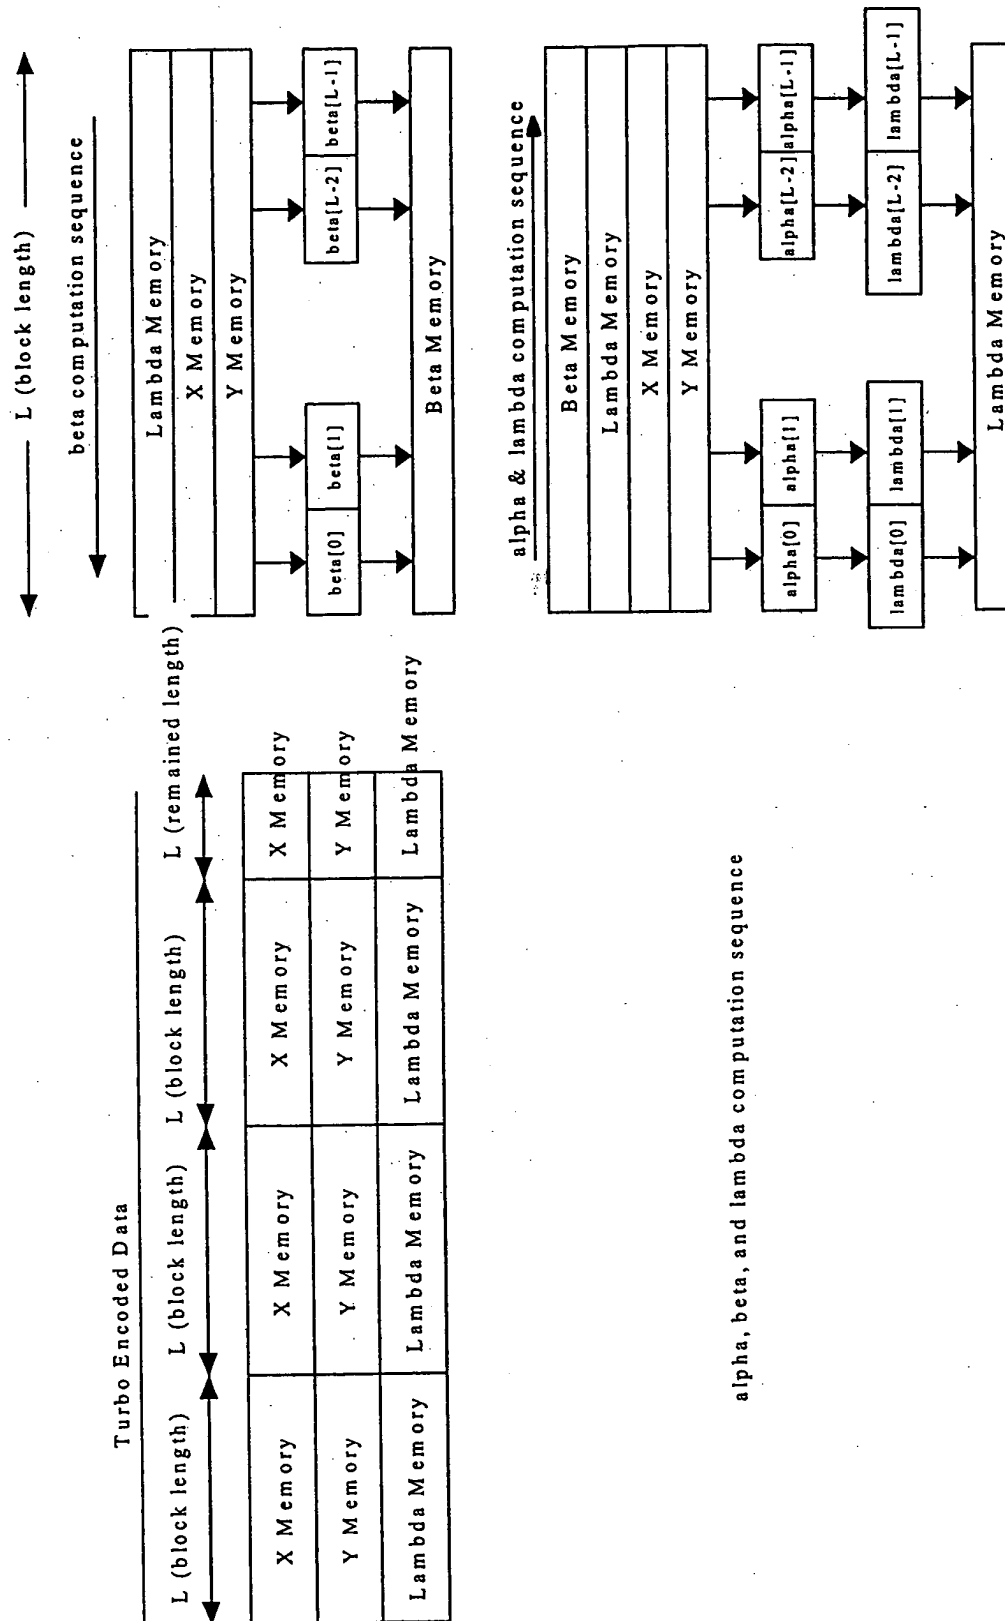 Turbo Encoded Data
L (block length)
L (block length)
L (block length)
L (remained length)
X Memory
X Memory
X Memory
X Memory
Y Memory
Y Memory
Y Memory
Y Memory
Lambda Memory
Lambda Memory
Lambda Memory
Lambda Memory
L (block length)
beta computation sequence
Lambda Memory
X Memory
Y Memory
beta[0]
beta[1]
beta[L-2]
beta[L-1]
Beta Memory
alpha & lambda computation sequence
Beta Memory
Lambda Memory
X Memory
Y Memory
alpha[0]
alpha[1]
alpha[L-2]
alpha[L-1]
lambda[0]
lambda[1]
lambda[L-2]
lambda[L-1]
Lambda Memory
alpha, beta, and lambda computation sequence